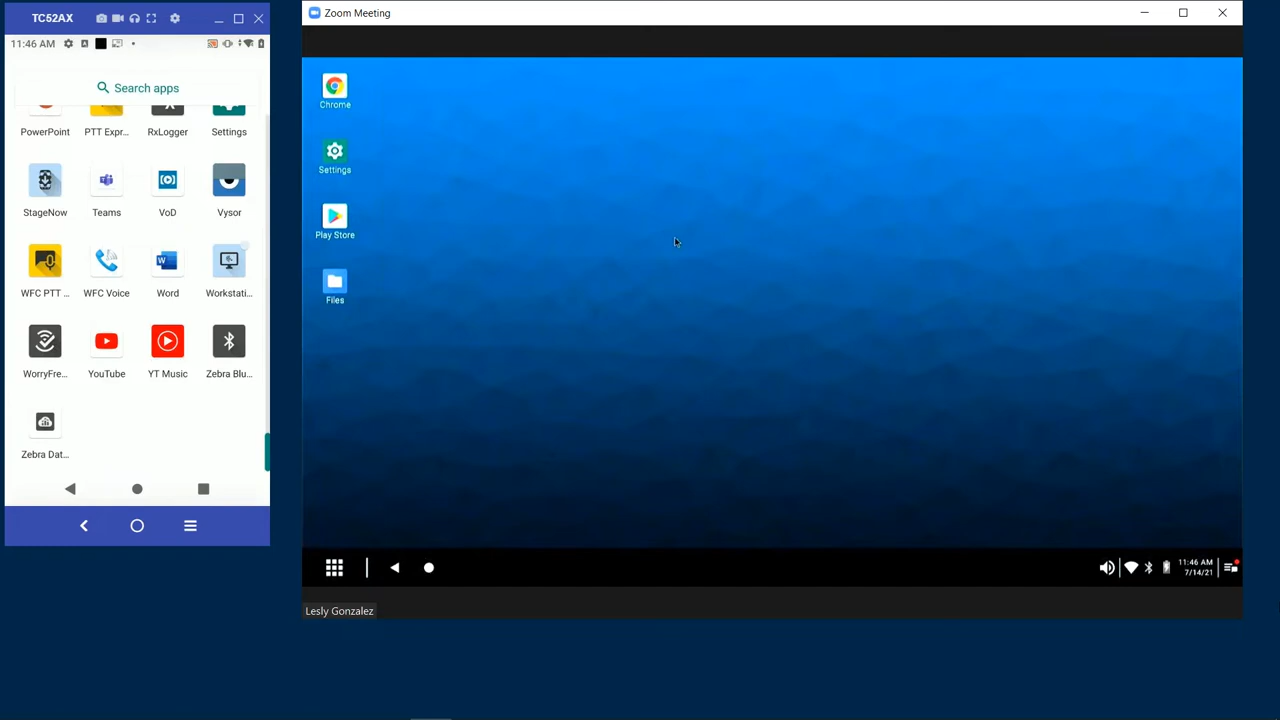 TC52AX
11:46 AM
Search apps
PowerPoint
PTT Expr...
RxLogger
Settings
StageNow
Teams
VoD
Vysor
WFC PTT ...
WFC Voice
Word
Workstati...
WorryFre...
YouTube
YT Music
Zebra Blu...
Zebra Dat...
Zoom Meeting
Chrome
Settings
Play Store
Files
11:46 AM
7/14/21
Lesly Gonzalez